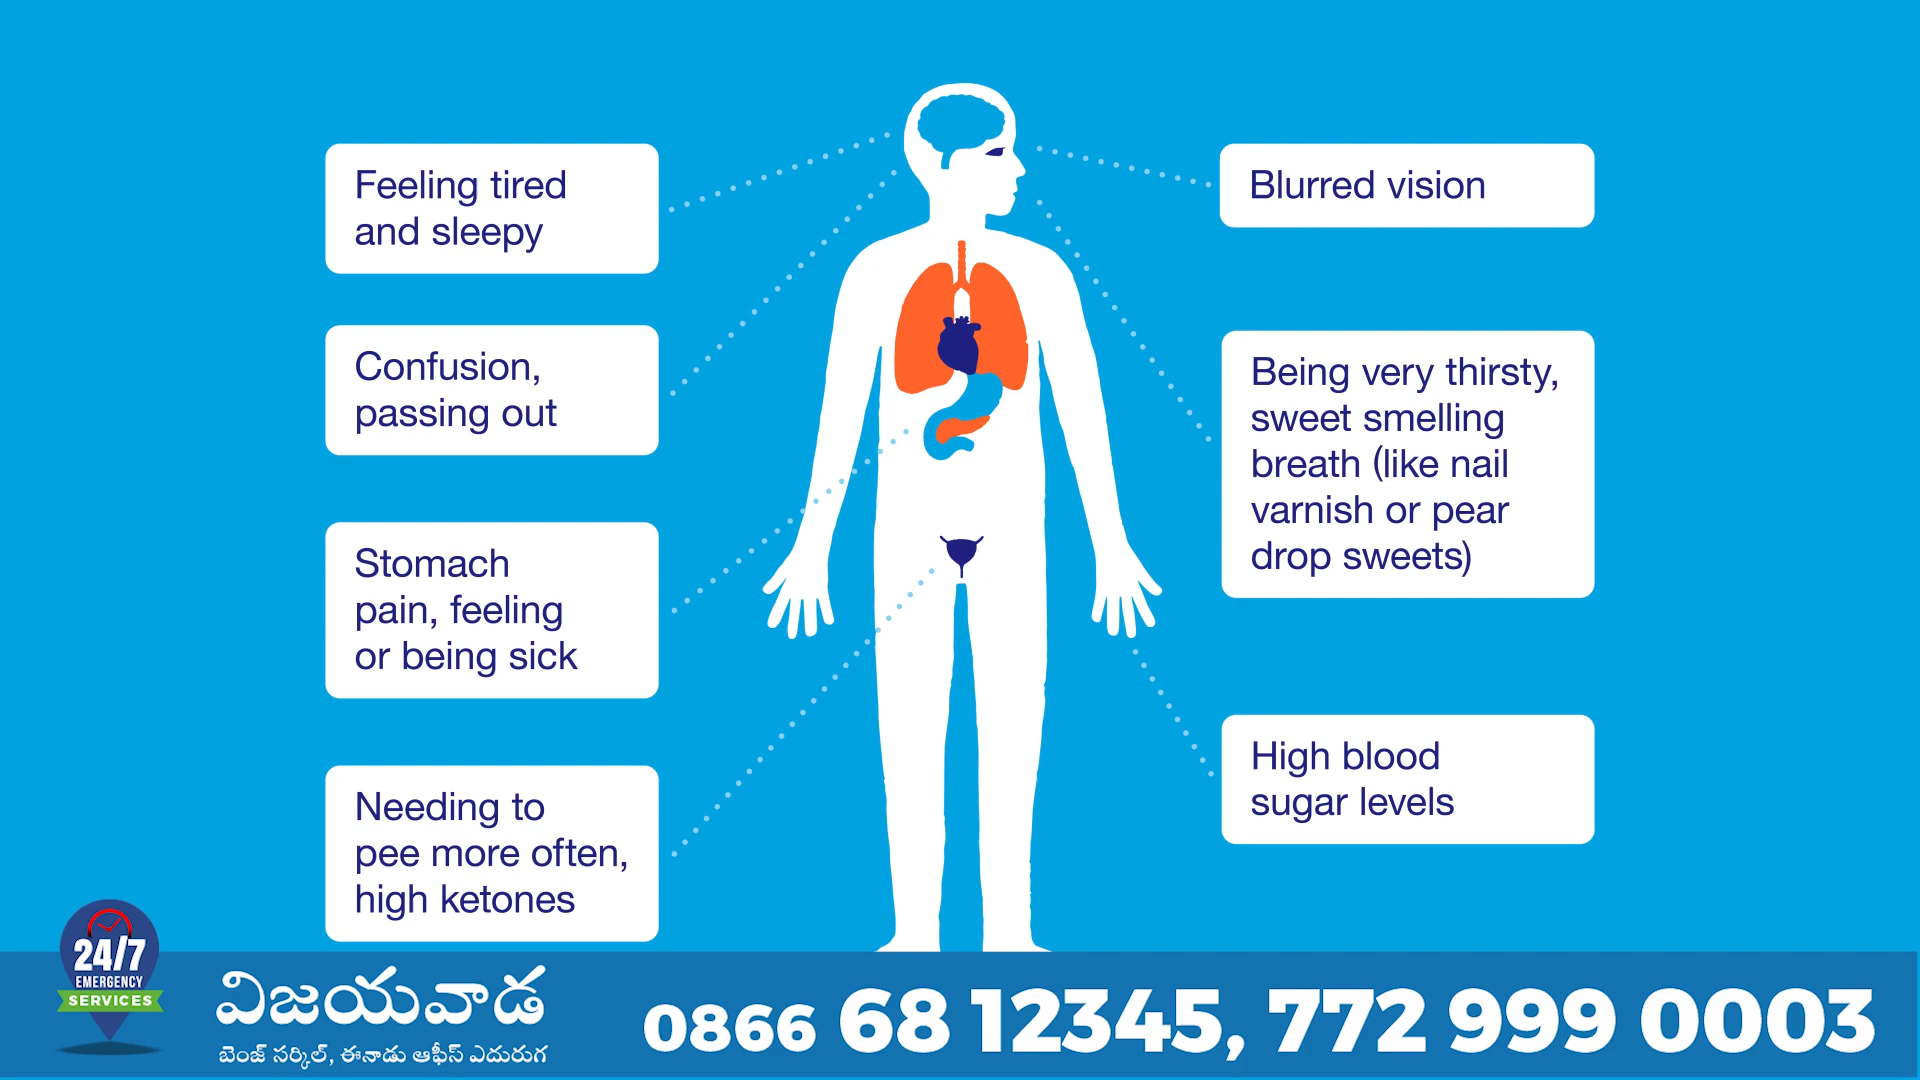 Feeling tired
and sleepy
Confusion,
passing out
Stomach
pain, feeling
or being sick
Needing to
pee more often,
high ketones
Blurred vision
Being very thirsty,
sweet smelling
breath (like nail
varnish or pear
drop sweets)
High blood
sugar levels
24/7
EMERGENCY
SERVICES
విజయవాడ
బెంజ్ సర్కిల్, ఈనాడు ఆఫీస్ ఎదురుగ
0866 68 12345, 772 999 0003